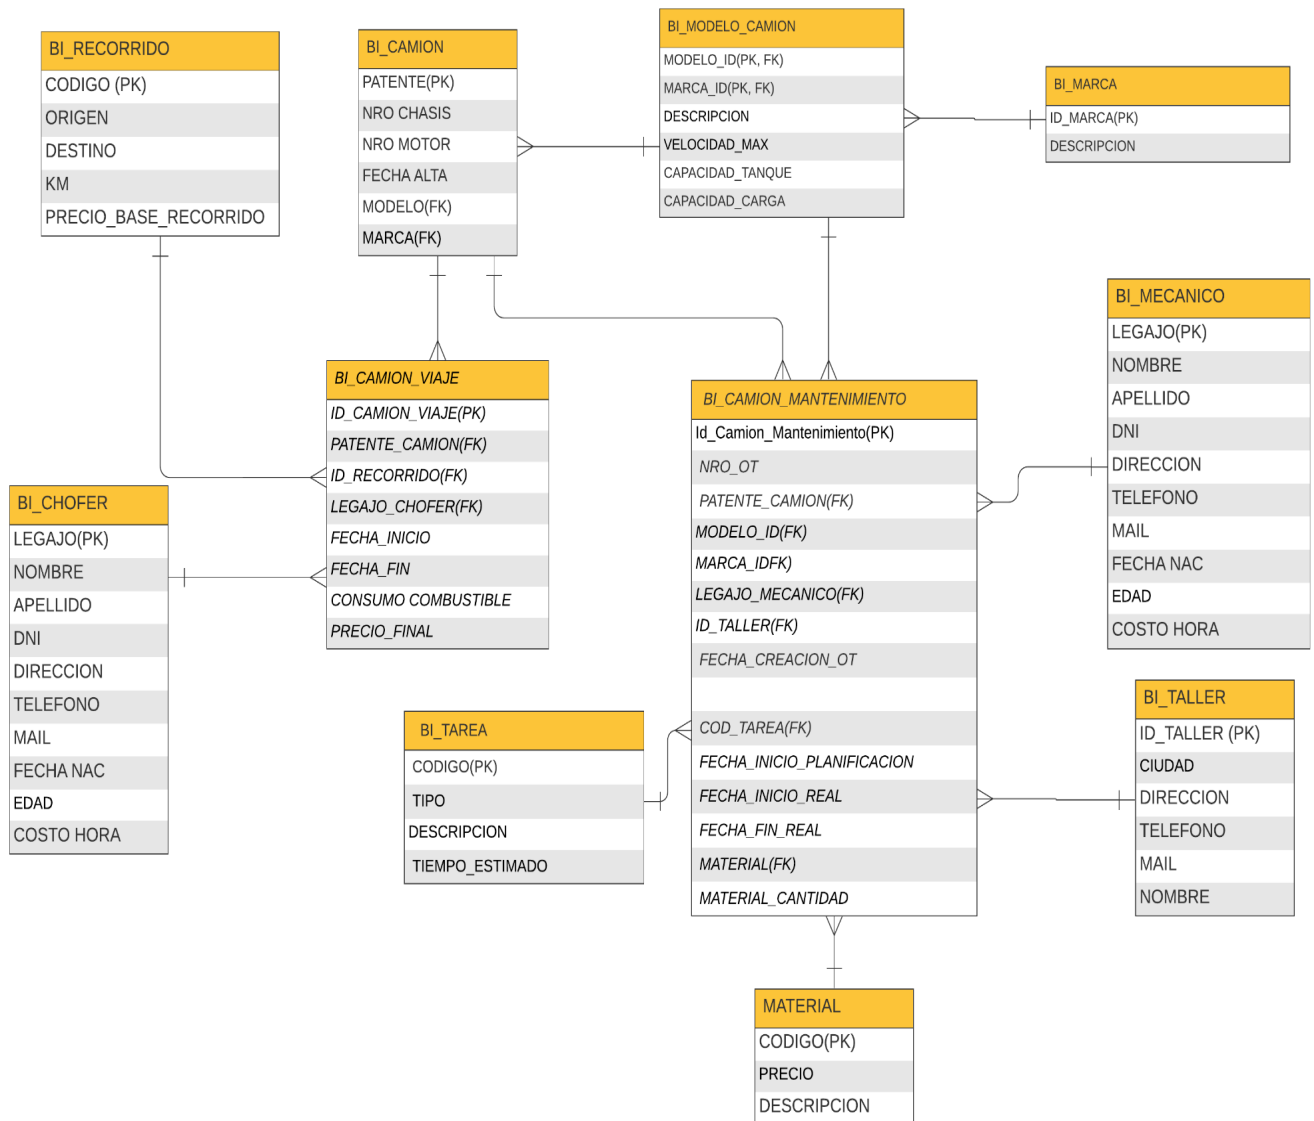 BI_RECORRIDO
CODIGO (PK)
ORIGEN
DESTINO
KM
PRECIO_BASE_RECORRIDO
BI_CAMION
PATENTE(PK)
NRO CHASIS
NRO MOTOR
FECHA ALTA
MODELO(FK)
MARCA(FK)
BI_MODELO_CAMION
MODELO_ID(PK, FK)
MARCA_ID(PK, FK)
DESCRIPCION
VELOCIDAD_MAX
CAPACIDAD_TANQUE
CAPACIDAD_CARGA
BI_MARCA
ID_MARCA(PK)
DESCRIPCION
BI_MECANICO
LEGAJO(PK)
NOMBRE
APELLIDO
DNI
DIRECCION
TELEFONO
MAIL
FECHA NAC
EDAD
COSTO HORA
BI_CAMION_VIAJE
ID_CAMION_VIAJE(PK)
PATENTE_CAMION(FK)
ID_RECORRIDO(FK)
LEGAJO_CHOFER(FK)
FECHA_INICIO
FECHA_FIN
CONSUMO COMBUSTIBLE
PRECIO_FINAL
BI_CAMION_MANTENIMIENTO
Id_Camion_Mantenimiento(PK)
NRO_OT
PATENTE_CAMION(FK)
MODELO_ID(FK)
MARCA_IDFK)
LEGAJO_MECANICO(FK)
ID_TALLER(FK)
FECHA_CREACION_OT
COD_TAREA(FK)
FECHA_INICIO_PLANIFICACION
FECHA_INICIO_REAL
FECHA_FIN_REAL
MATERIAL(FK)
MATERIAL_CANTIDAD
BI_CHOFER
LEGAJO(PK)
NOMBRE
APELLIDO
DNI
DIRECCION
TELEFONO
MAIL
FECHA NAC
EDAD
COSTO HORA
BI_TAREA
CODIGO(PK)
TIPO
DESCRIPCION
TIEMPO_ESTIMADO
BI_TALLER
ID_TALLER (PK)
CIUDAD
DIRECCION
TELEFONO
MAIL
NOMBRE
MATERIAL
CODIGO(PK)
PRECIO
DESCRIPCION